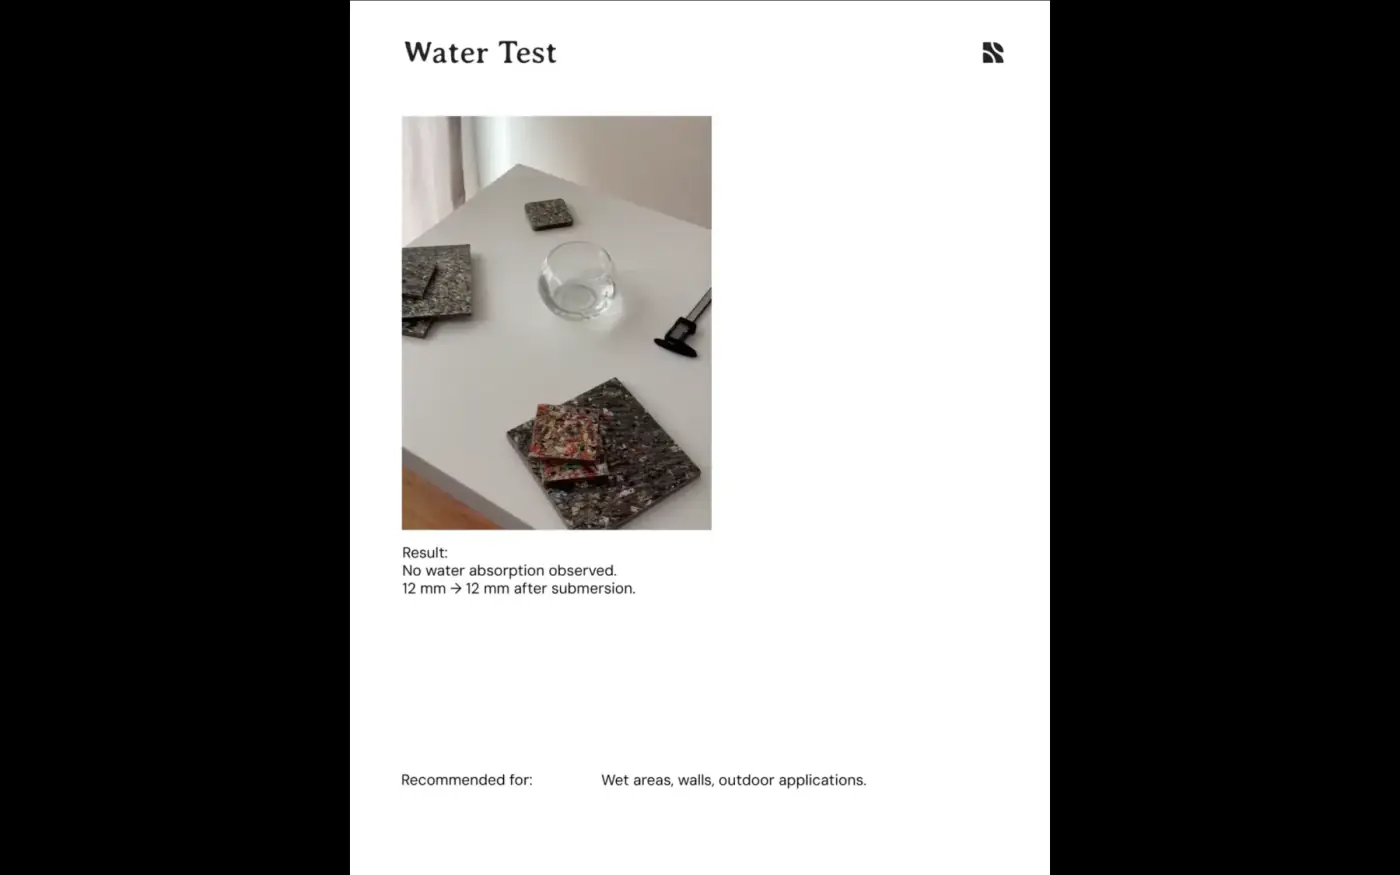 Water Test
Result:
No water absorption observed.
12 mm → 12 mm after submersion.
Recommended for: Wet areas, walls, outdoor applications.